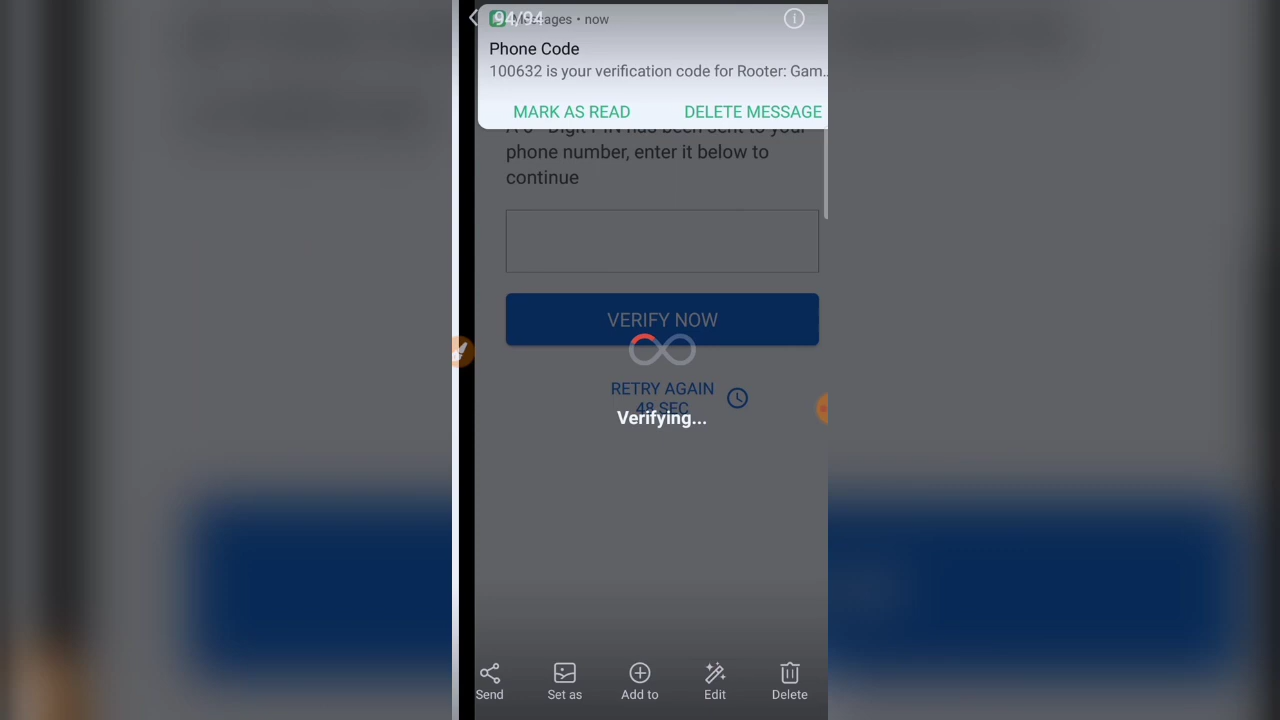 94/94
Messages • now
Phone Code
100632 is your verification code for Rooter: Gam..
MARK AS READ DELETE MESSAGE
A 6 - Digit PIN has been sent to your
phone number, enter it below to
continue
VERIFY NOW
RETRY AGAIN
48 SEC
Verifying...
Send Set as Add to Edit Delete